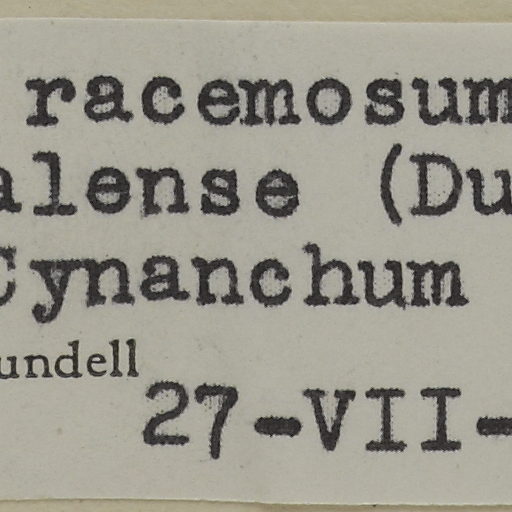 racemosum
alense (Du
Cynanchum
undell
27-VII-